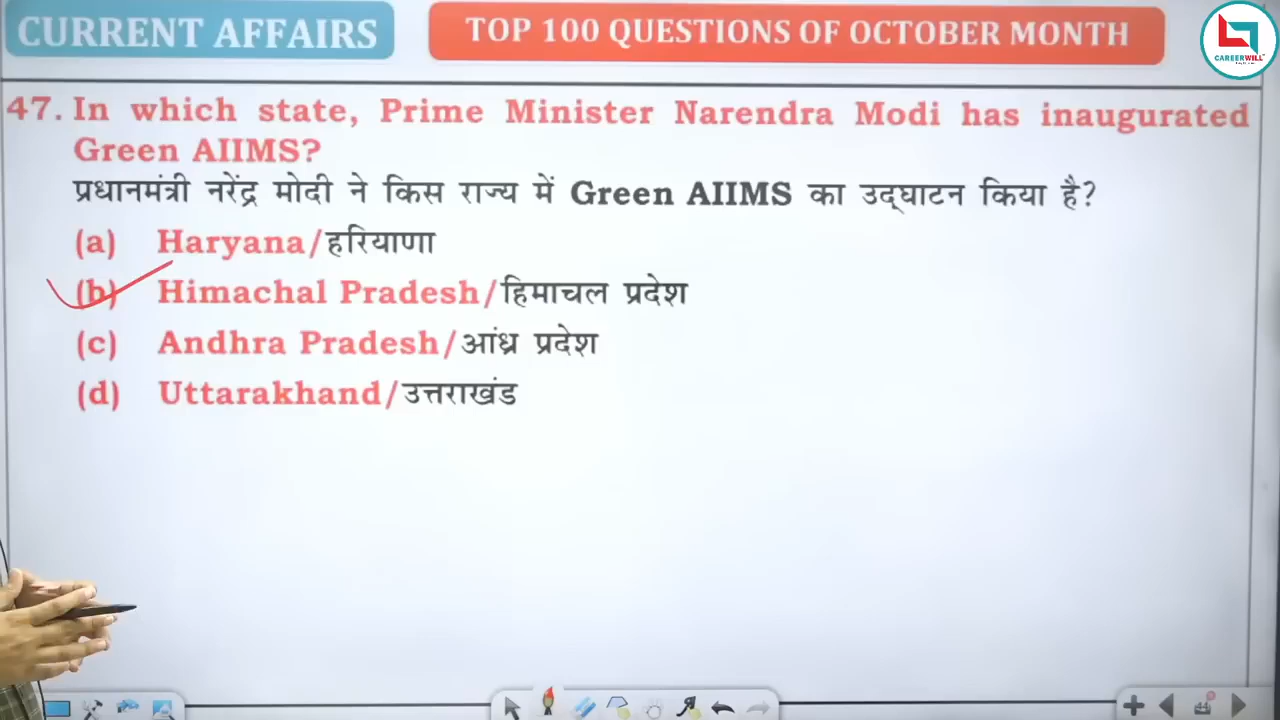 CURRENT AFFAIRS
TOP 100 QUESTIONS OF OCTOBER MONTH
CAREERWILL
47. In which state, Prime Minister Narendra Modi has inaugurated
Green AIIMS?
प्रधानमंत्री नरेंद्र मोदी ने किस राज्य में Green AIIMS का उद्घाटन किया है?
(a) Haryana/हरियाणा
(b) Himachal Pradesh/हिमाचल प्रदेश
(c) Andhra Pradesh/आंध्र प्रदेश
(d) Uttarakhand/उत्तराखंड